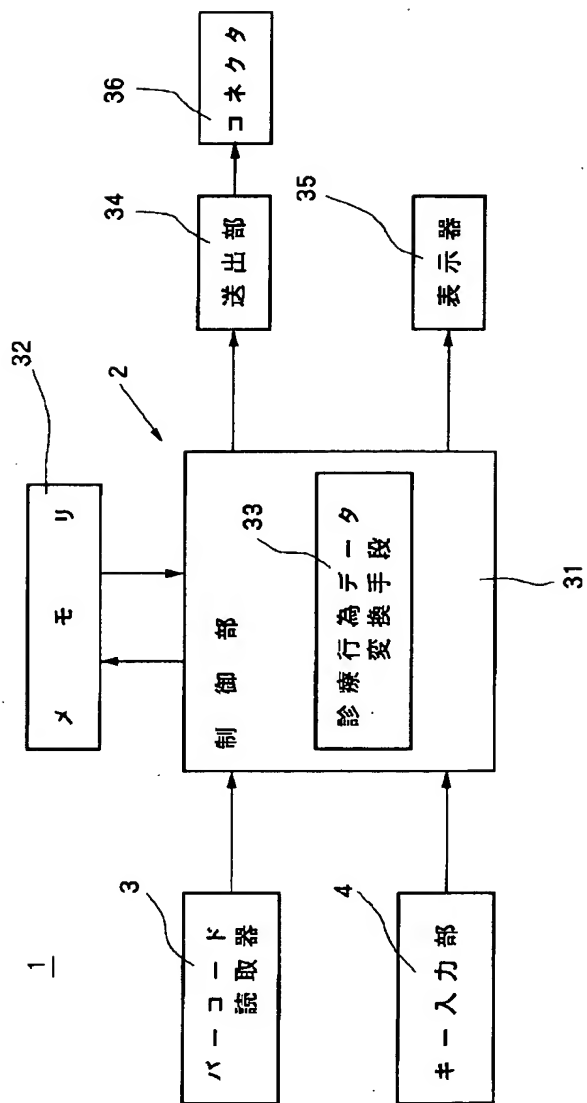 1
32
メモリ
2
34
送出部
36
コネクタ
3
バーコード
読取器
制御部
33
診療行為データ
変換手段
35
表示器
4
キー入力部
31